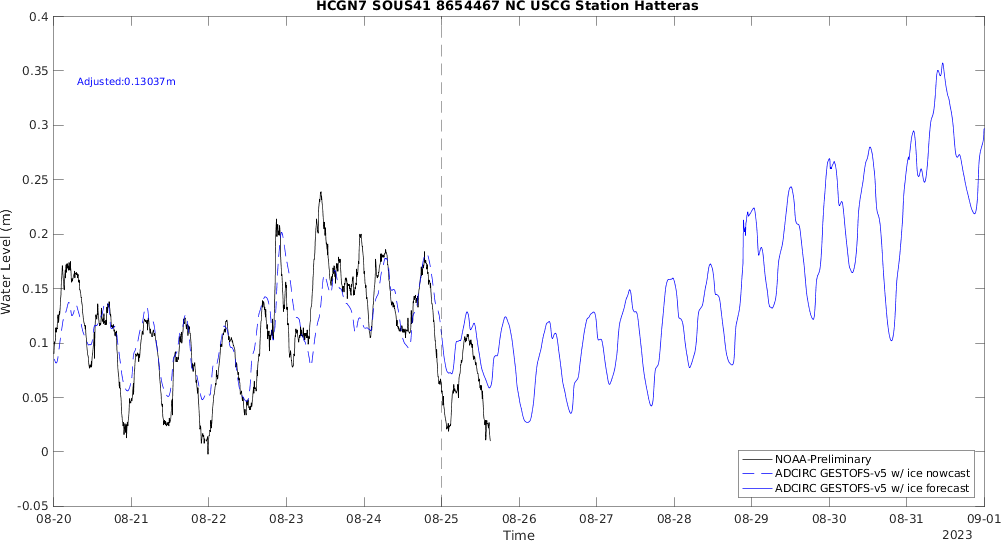 HCGN7 SOUS41 8654467 NC USCG Station Hatteras
0.4
0.35
0.3
0.25
0.2
0.15
0.1
0.05
0
-0.05
Water Level (m)
Adjusted:0.13037m
NOAA-Preliminary
ADCIRC GESTOFS-v5 w/ ice nowcast
ADCIRC GESTOFS-v5 w/ ice forecast
08-20 08-21 08-22 08-23 08-24 08-25 08-26 08-27 08-28 08-29 08-30 08-31 09-01
Time
2023